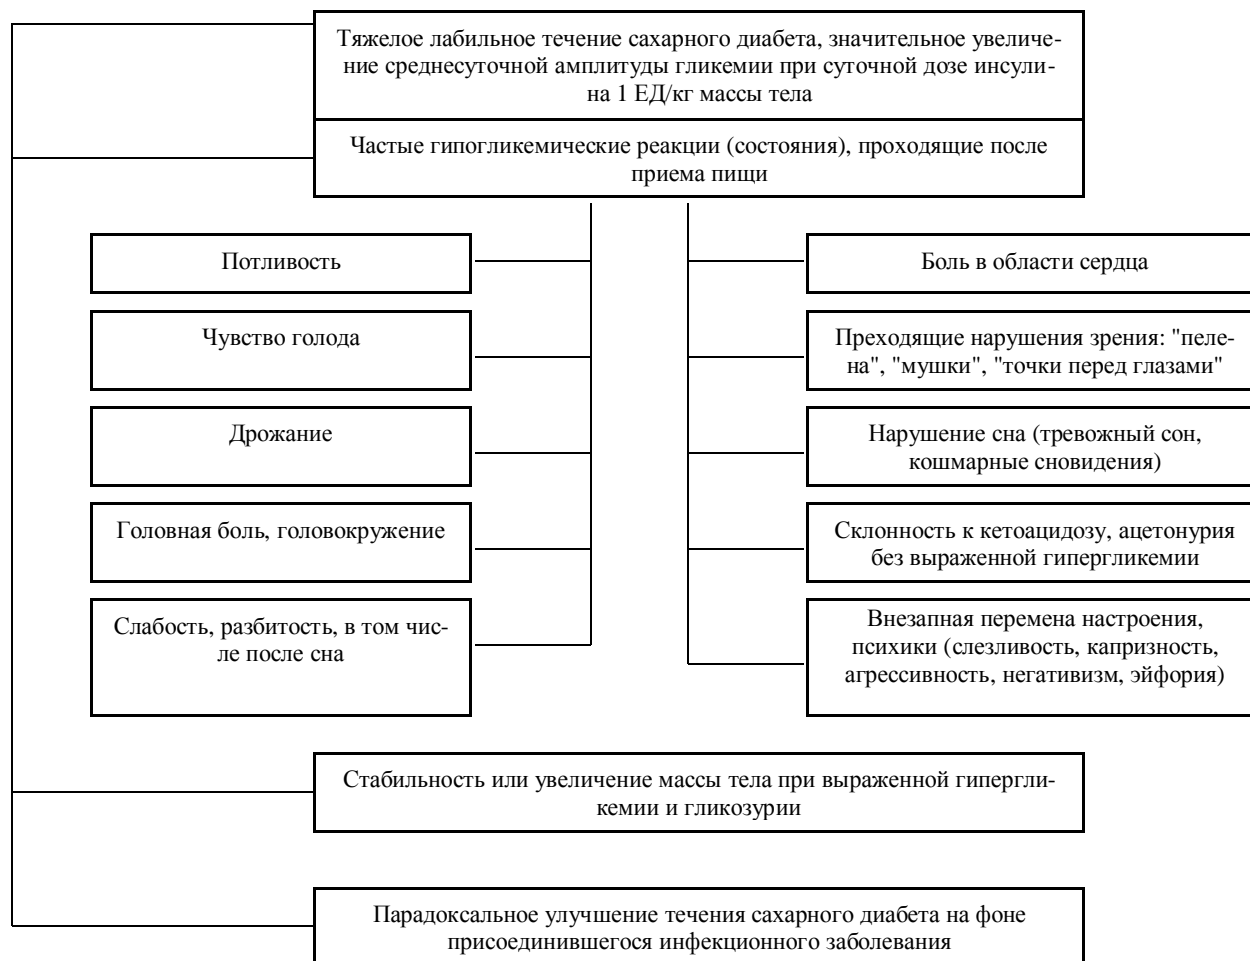 Тяжелое лабильное течение сахарного диабета, значительное увеличе-
ние среднесуточной амплитуды гликемии при суточной дозе инсули-
на 1 ЕД/кг массы тела
Частые гипогликемические реакции (состояния), проходящие после
приема пищи
Потливость
Чувство голода
Дрожание
Головная боль, головокружение
Слабость, разбитость, в том чис-
ле после сна
Боль в области сердца
Преходящие нарушения зрения: "пеле-
на", "мушки", "точки перед глазами"
Нарушение сна (тревожный сон,
кошмарные сновидения)
Склонность к кетоацидозу, ацетонурия
без выраженной гипергликемии
Внезапная перемена настроения,
психики (слезливость, капризность,
агрессивность, негативизм, эйфория)
Стабильность или увеличение массы тела при выраженной гипергли-
кемии и гликозурии
Парадоксальное улучшение течения сахарного диабета на фоне
присоединившегося инфекционного заболевания